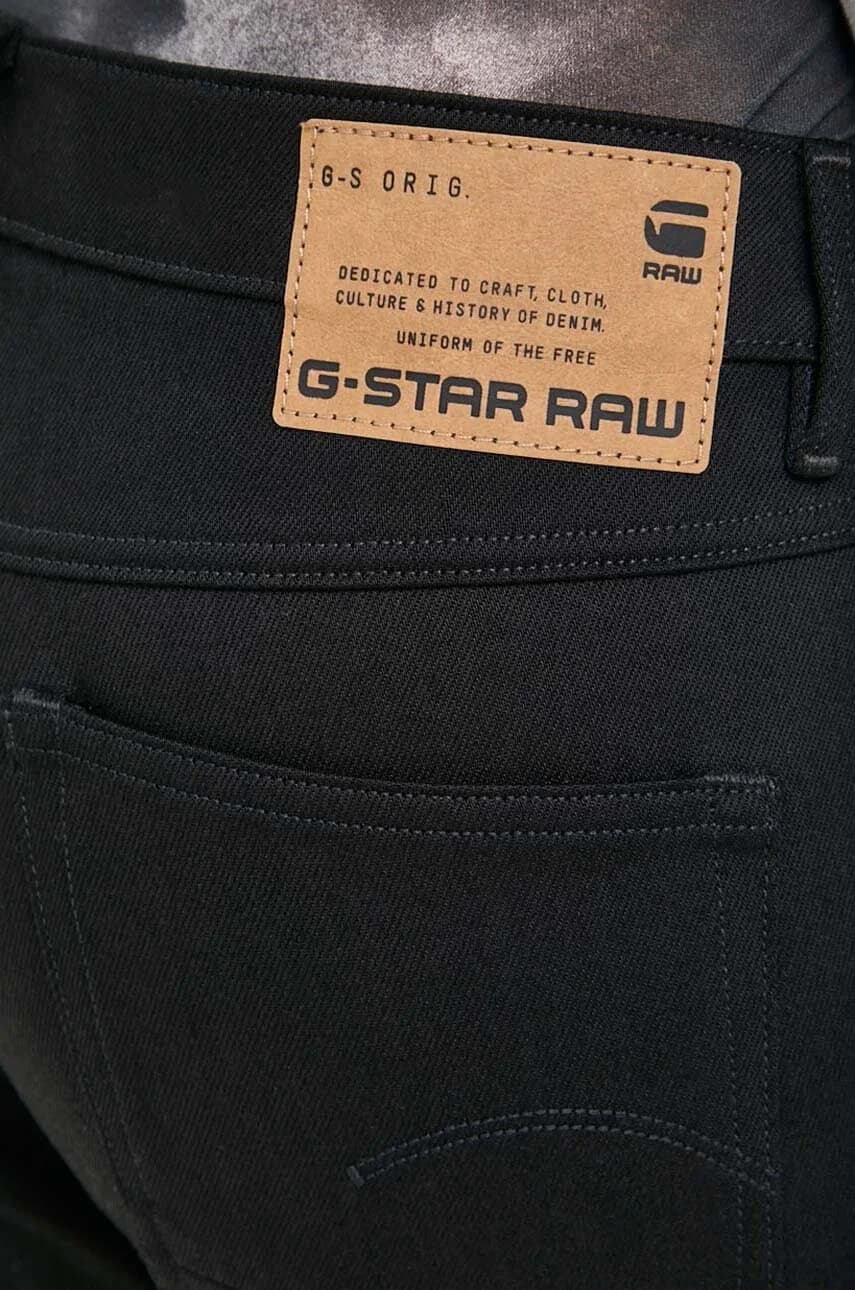 G-S ORIG.
RAW
DEDICATED TO CRAFT, CLOTH,
CULTURE & HISTORY OF DENIM.
UNIFORM OF THE FREE
G-STAR RAW